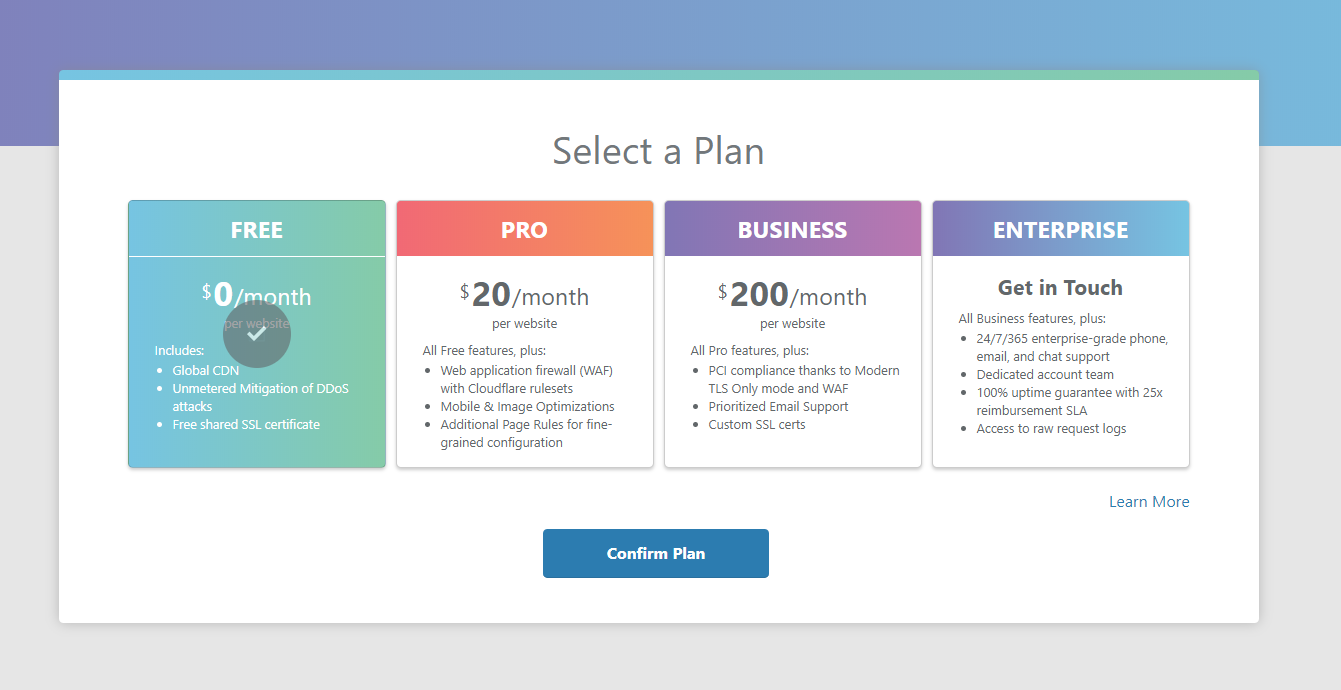 Select a Plan
FREE
$0/month
per website
Includes:
Global CDN
Unmetered Mitigation of DDoS
attacks
Free shared SSL certificate
PRO
$20/month
per website
All Free features, plus:
Web application firewall (WAF)
with Cloudflare rulesets
Mobile & Image Optimizations
Additional Page Rules for fine-
grained configuration
BUSINESS
$200/month
per website
All Pro features, plus:
PCI compliance thanks to Modern
TLS Only mode and WAF
Prioritized Email Support
Custom SSL certs
ENTERPRISE
Get in Touch
All Business features, plus:
24/7/365 enterprise-grade phone,
email, and chat support
Dedicated account team
100% uptime guarantee with 25x
reimbursement SLA
Access to raw request logs
Learn More
Confirm Plan